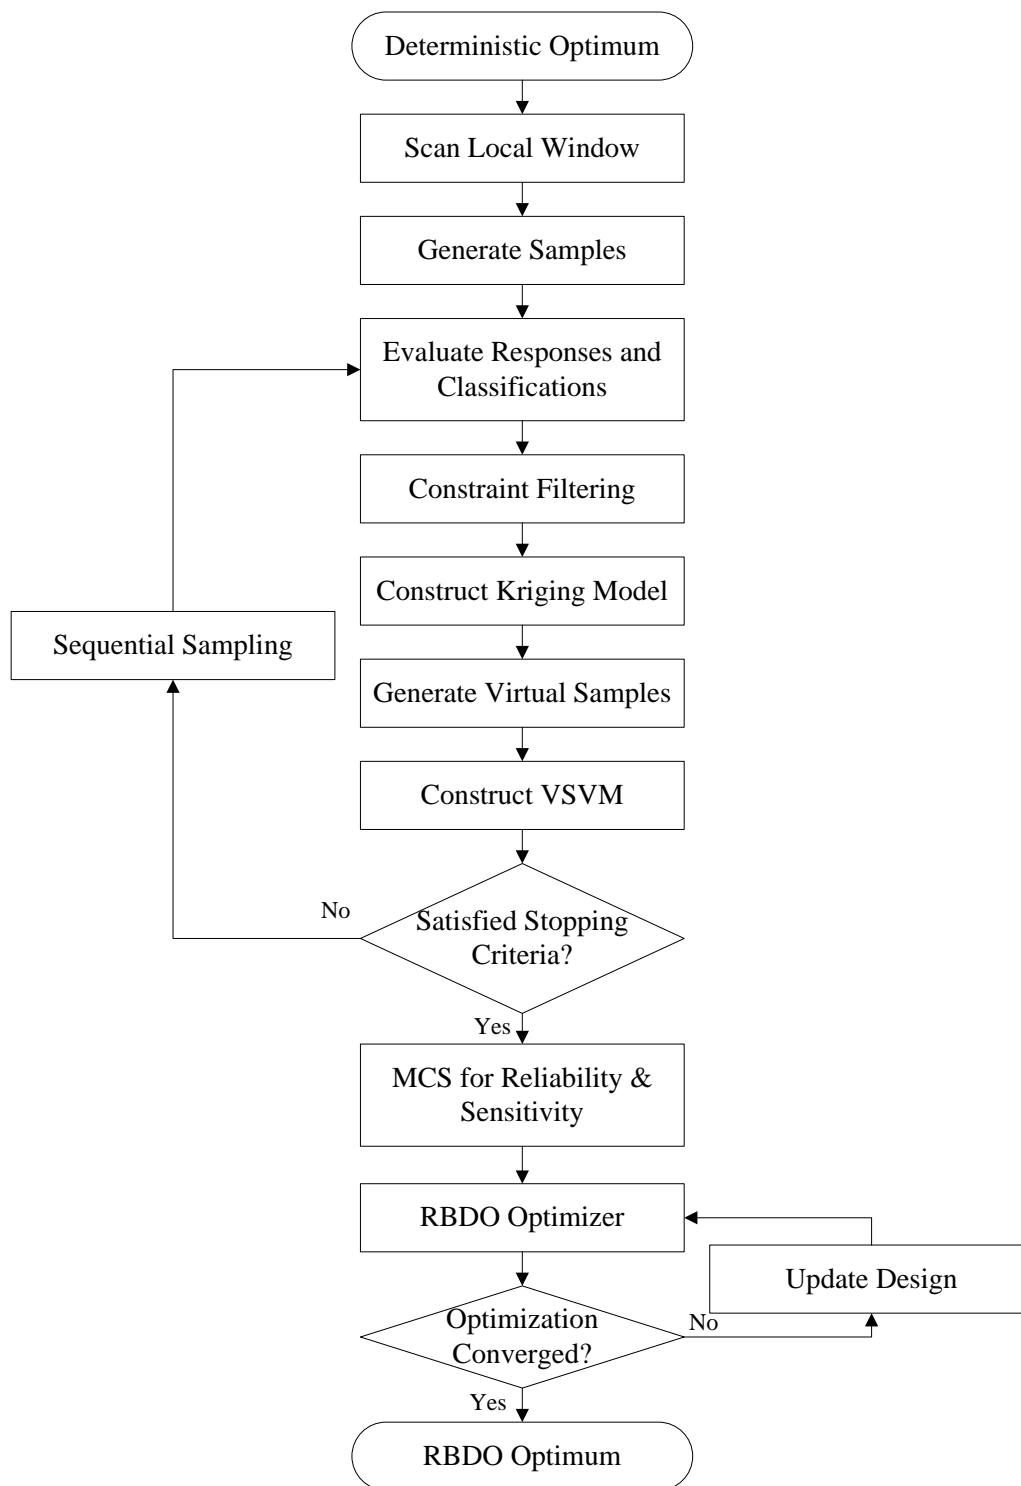 Deterministic Optimum
Scan Local Window
Generate Samples
Evaluate Responses and
Classifications
Constraint Filtering
Construct Kriging Model
Sequential Sampling
Generate Virtual Samples
Construct VSVM
No
Satisfied Stopping
Criteria?
Yes
MCS for Reliability &
Sensitivity
RBDO Optimizer
Update Design
Optimization
Converged?
No
Yes
RBDO Optimum